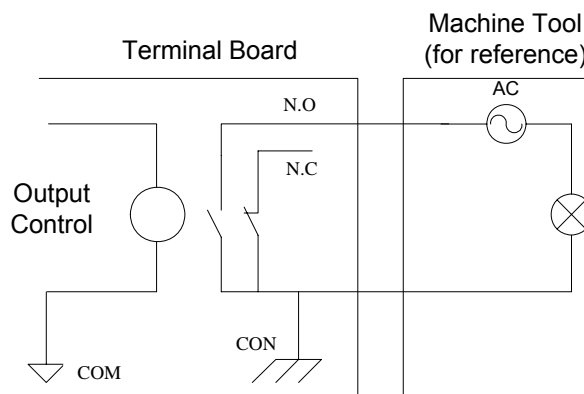 Terminal Board
Machine Tool
(for reference)
AC
N.O
N.C
Output
Control
CON
COM